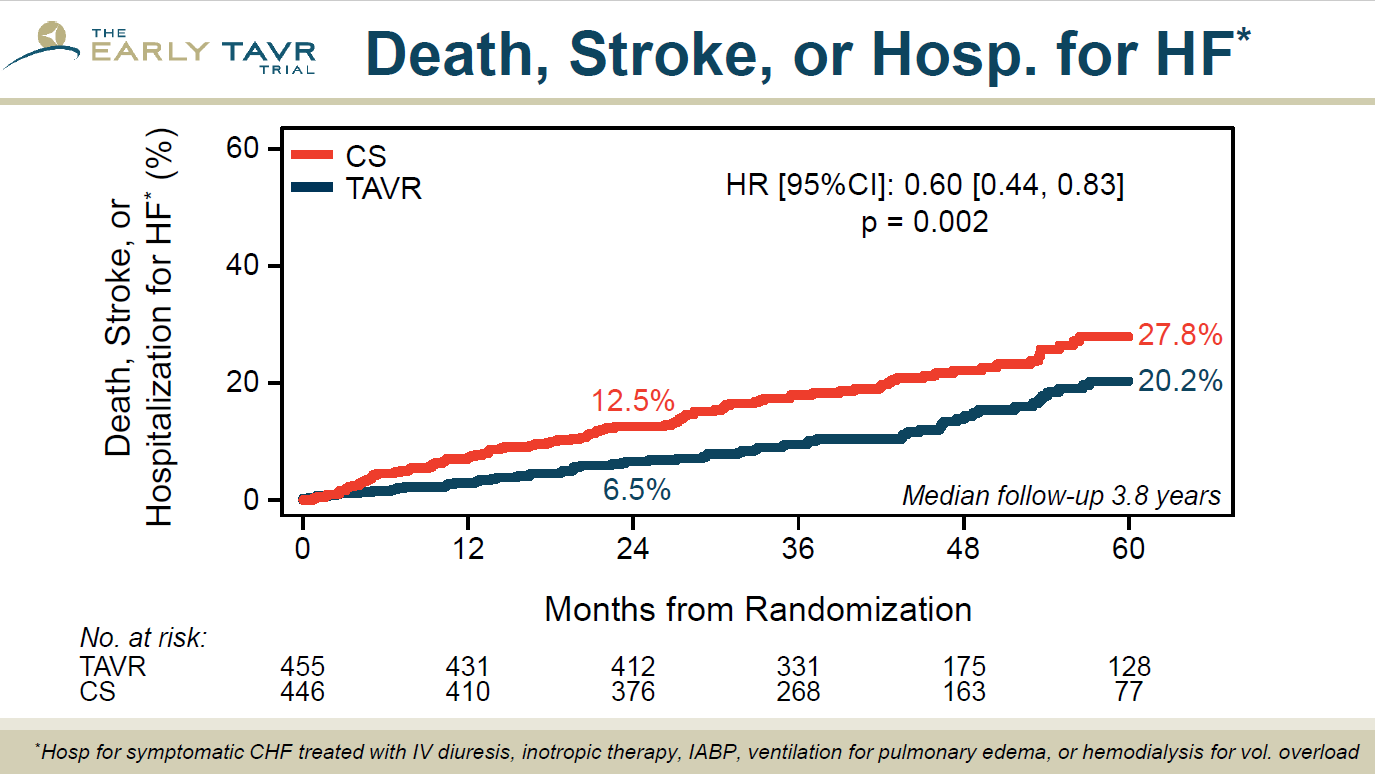 THE
EARLY TAVR
TRIAL
Death, Stroke, or Hosp. for HF*
Death, Stroke, or
Hospitalization for HF* (%)
60
40
20
0
CS
TAVR
HR [95%CI]: 0.60 [0.44, 0.83]
p = 0.002
12.5%
6.5%
27.8%
20.2%
Median follow-up 3.8 years
0 12 24 36 48 60
Months from Randomization
No. at risk:
TAVR 455 431 412 331 175 128
CS 446 410 376 268 163 77
*Hosp for symptomatic CHF treated with IV diuresis, inotropic therapy, IABP, ventilation for pulmonary edema, or hemodialysis for vol. overload